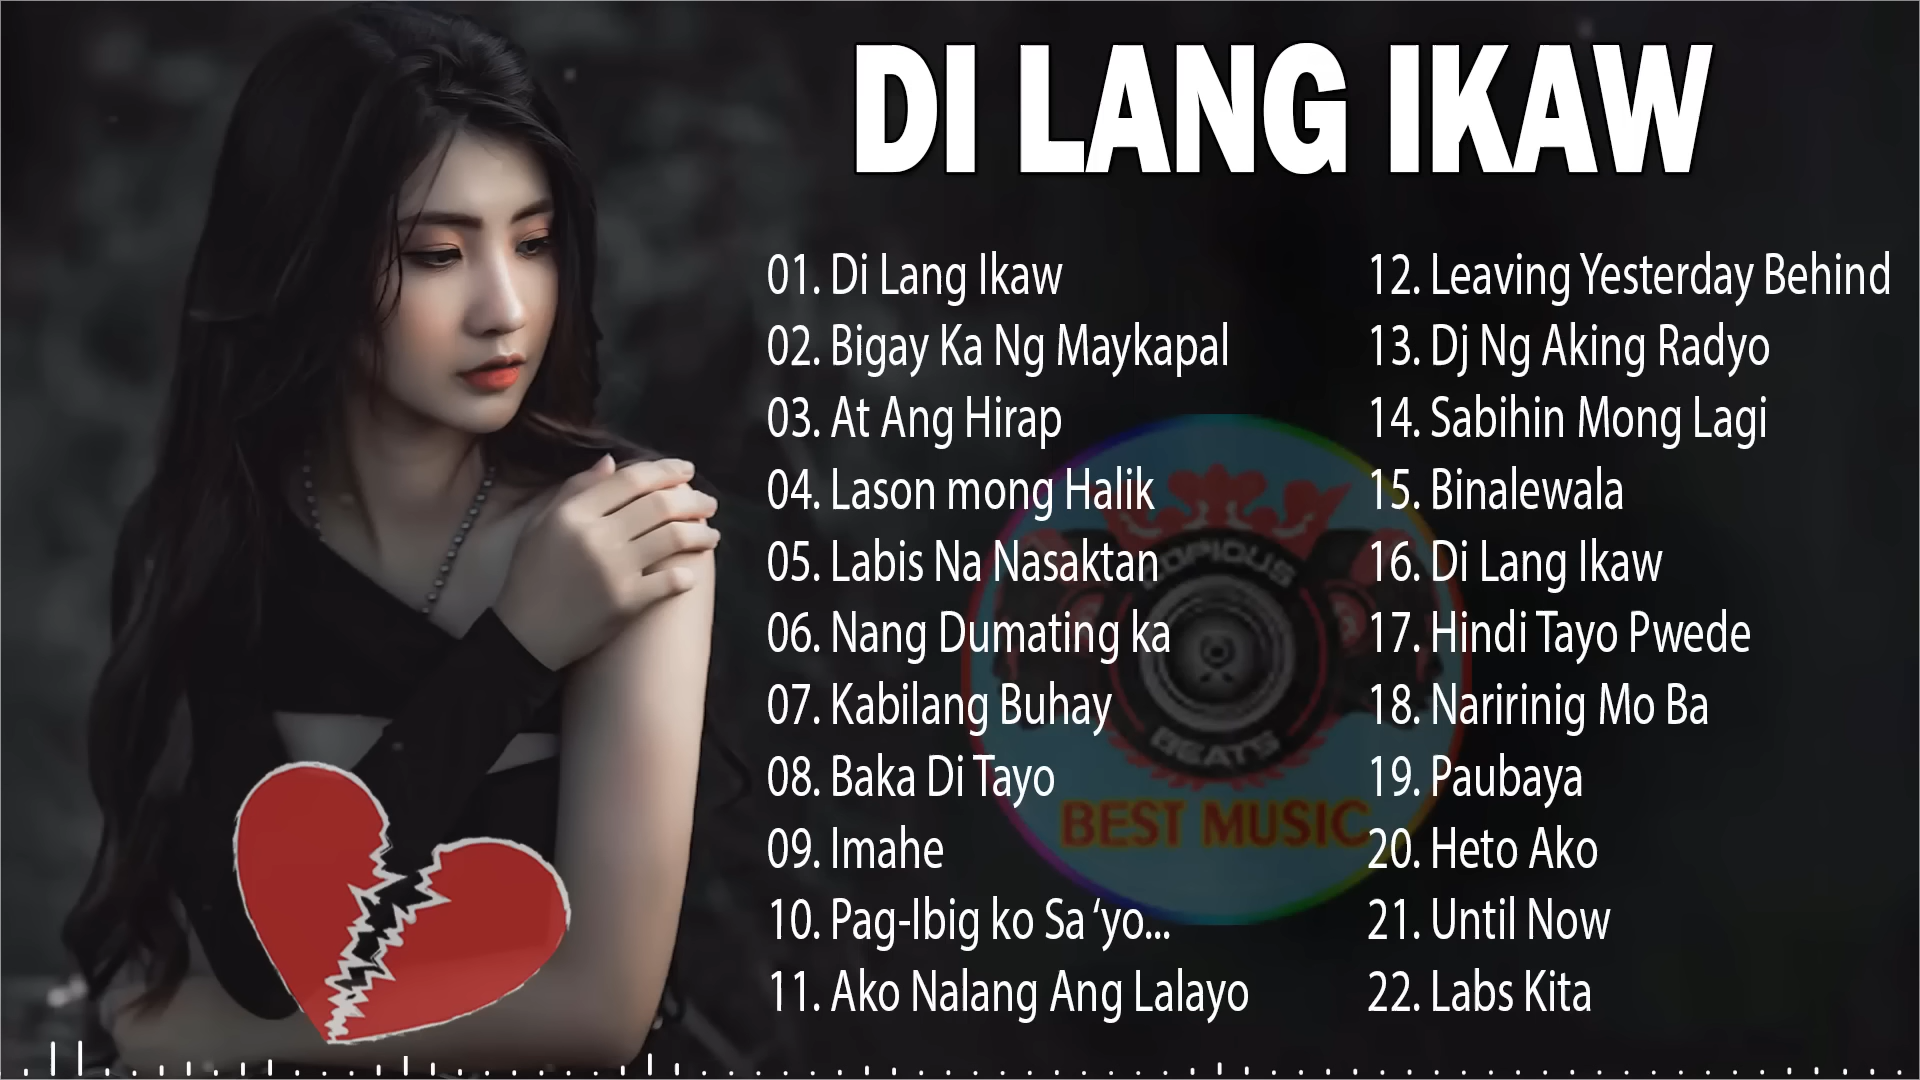 DI LANG IKAW
01. Di Lang Ikaw
02. Bigay Ka Ng Maykapal
03. At Ang Hirap
04. Lason mong Halik
05. Labis Na Nasaktan
06. Nang Dumating ka
07. Kabilang Buhay
08. Baka Di Tayo
09. Imahe
10. Pag-Ibig ko Sa ‘yo...
11. Ako Nalang Ang Lalayo
12. Leaving Yesterday Behind
13. Dj Ng Aking Radyo
14. Sabihin Mong Lagi
15. Binalewala
16. Di Lang Ikaw
17. Hindi Tayo Pwede
18. Naririnig Mo Ba
19. Paubaya
20. Heto Ako
21. Until Now
22. Labs Kita
COPIOUS
BEATS
BEST MUSIC